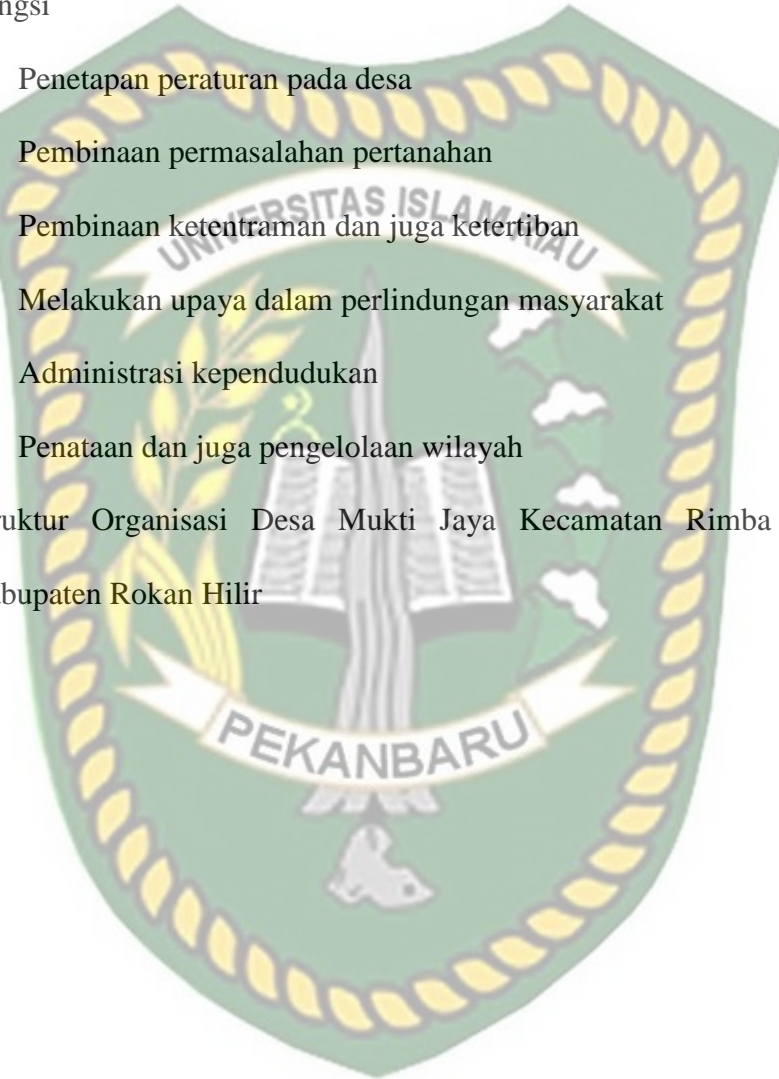 ngsi
Penetapan peraturan pada desa
Pembinaan permasalahan pertanahan
UNIVERSITAS ISLAM RIAU
Pembinaan ketentraman dan juga ketertiban
Melakukan upaya dalam perlindungan masyarakat
Administrasi kependudukan
Penataan dan juga pengelolaan wilayah
ruktur Organisasi Desa Mukti Jaya Kecamatan Rimba
bupaten Rokan Hilir
PEKANBARU